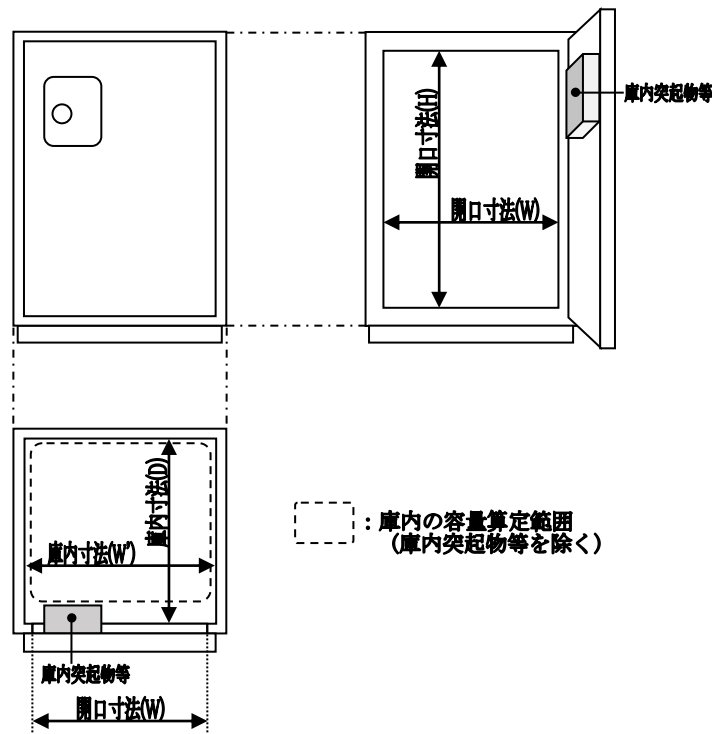 庫内突起物等
開口寸法(H)
開口寸法(W)
庫内寸法(D)
庫内寸法(W')
：庫内の容量算定範囲
（庫内突起物等を除く）
庫内突起物等
開口寸法(W)